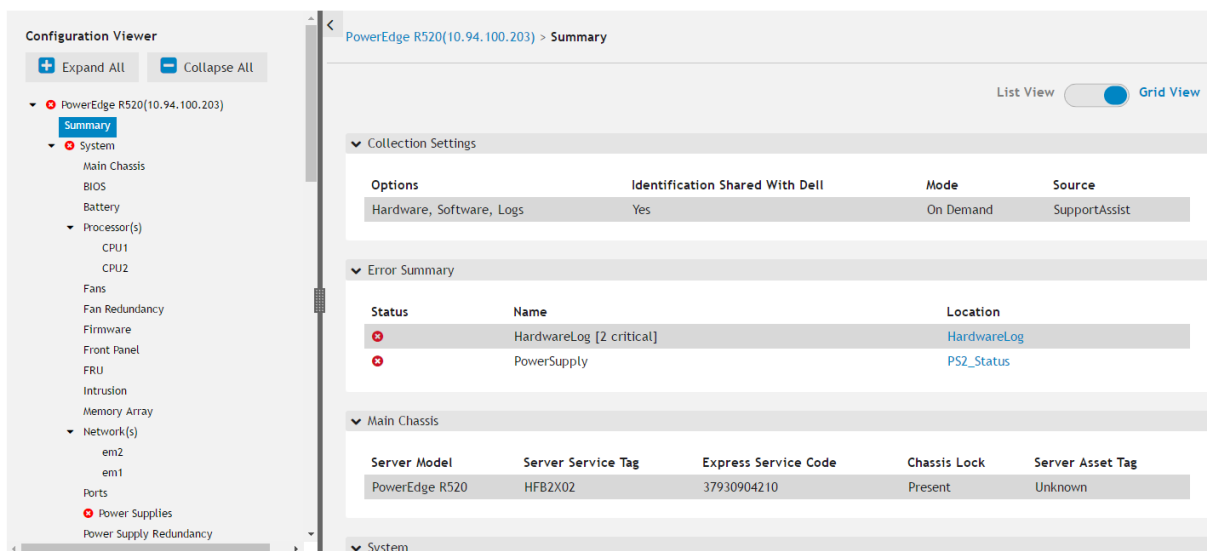 Configuration Viewer
Expand All Collapse All
PowerEdge R520(10.94.100.203)
Summary
System
Main Chassis
BIOS
Battery
Processor(s)
CPU1
CPU2
Fans
Fan Redundancy
Firmware
Front Panel
FRU
Intrusion
Memory Array
Network(s)
em2
em1
Ports
Power Supplies
Power Supply Redundancy
PowerEdge R520(10.94.100.203) > Summary
List View Grid View
Collection Settings
Options Identification Shared With Dell Mode Source
Hardware, Software, Logs Yes On Demand SupportAssist
Error Summary
Status Name Location
HardwareLog [2 critical] HardwareLog
PowerSupply PS2_Status
Main Chassis
Server Model Server Service Tag Express Service Code Chassis Lock Server Asset Tag
PowerEdge R520 HFB2X02 37930904210 Present Unknown
System